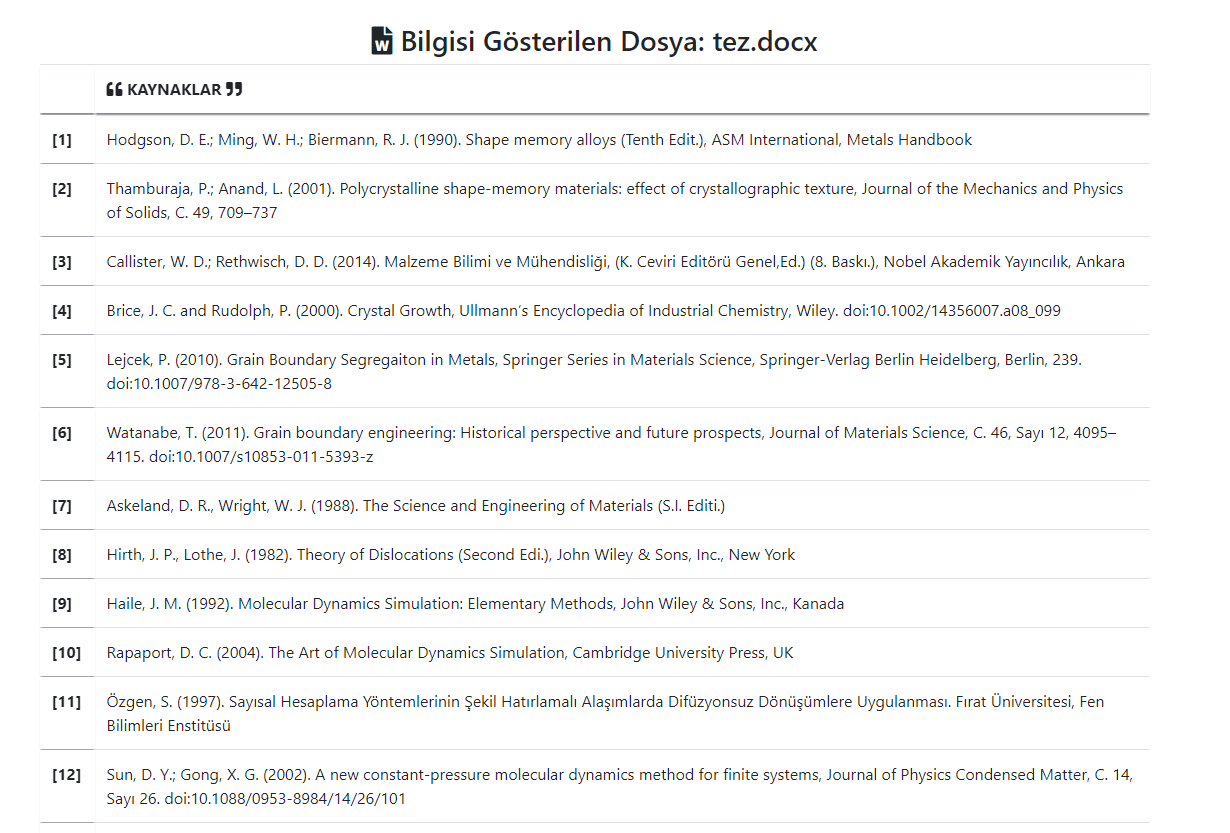 Bilgisi Gösterilen Dosya: tez.docx
KAYNAKLAR
[1] Hodgson, D. E.; Ming, W. H.; Biermann, R. J. (1990). Shape memory alloys (Tenth Edit.), ASM International, Metals Handbook
[2] Thamburaja, P.; Anand, L. (2001). Polycrystalline shape-memory materials: effect of crystallographic texture, Journal of the Mechanics and Physics
of Solids, C. 49, 709–737
[3] Callister, W. D.; Rethwisch, D. D. (2014). Malzeme Bilimi ve Mühendisliği, (K. Ceviri Editörü Genel,Ed.) (8. Baskı.), Nobel Akademik Yayıncılık, Ankara
[4] Brice, J. C. and Rudolph, P. (2000). Crystal Growth, Ullmann’s Encyclopedia of Industrial Chemistry, Wiley. doi:10.1002/14356007.a08_099
[5] Lejcek, P. (2010). Grain Boundary Segregaiton in Metals, Springer Series in Materials Science, Springer-Verlag Berlin Heidelberg, Berlin, 239.
doi:10.1007/978-3-642-12505-8
[6] Watanabe, T. (2011). Grain boundary engineering: Historical perspective and future prospects, Journal of Materials Science, C. 46, Sayı 12, 4095–
4115. doi:10.1007/s10853-011-5393-z
[7] Askeland, D. R., Wright, W. J. (1988). The Science and Engineering of Materials (S.I. Editi.)
[8] Hirth, J. P., Lothe, J. (1982). Theory of Dislocations (Second Edi.), John Wiley & Sons, Inc., New York
[9] Haile, J. M. (1992). Molecular Dynamics Simulation: Elementary Methods, John Wiley & Sons, Inc., Kanada
[10] Rapaport, D. C. (2004). The Art of Molecular Dynamics Simulation, Cambridge University Press, UK
[11] Özgen, S. (1997). Sayısal Hesaplama Yöntemlerinin Şekil Hatırlamalı Alaşımlarda Difüzyonsuz Dönüşümlere Uygulanması. Fırat Üniversitesi, Fen
Bilimleri Enstitüsü
[12] Sun, D. Y.; Gong, X. G. (2002). A new constant-pressure molecular dynamics method for finite systems, Journal of Physics Condensed Matter, C. 14,
Sayı 26. doi:10.1088/0953-8984/14/26/101